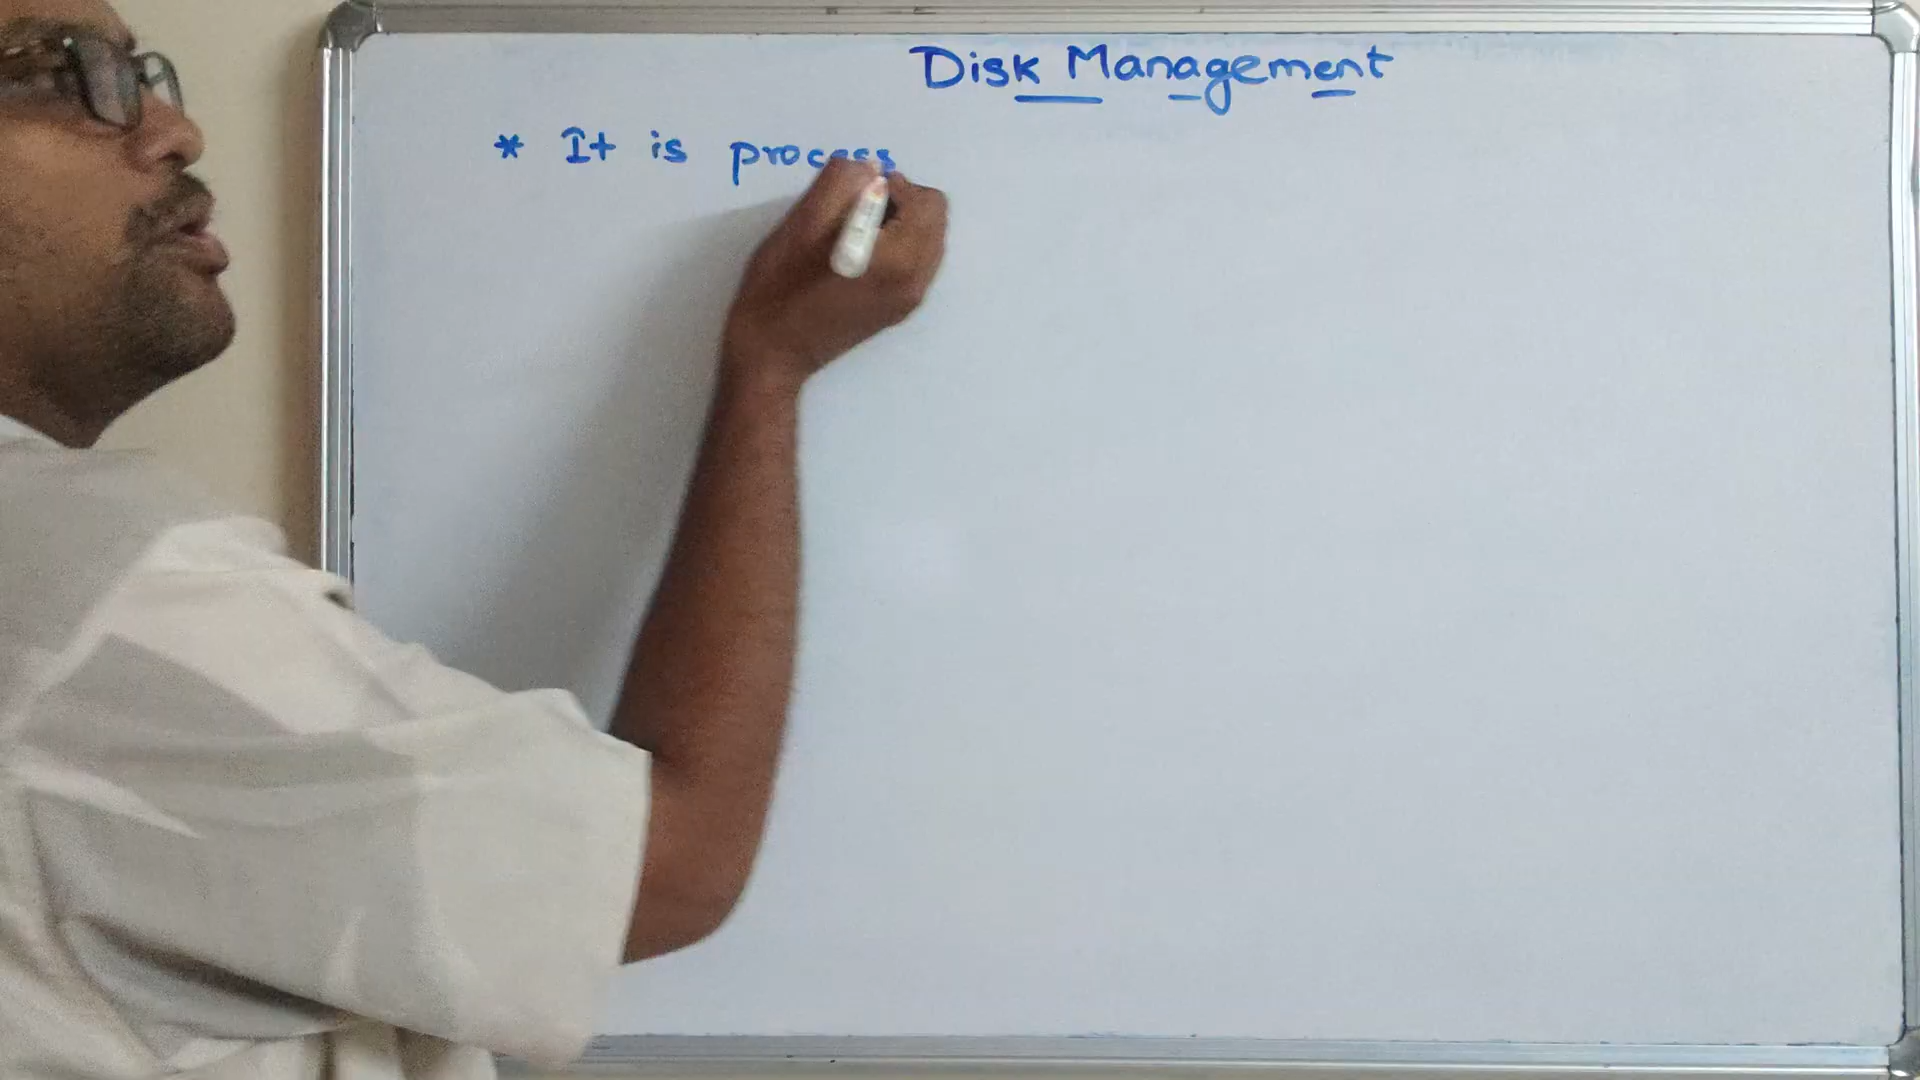 Disk Management
* It is process